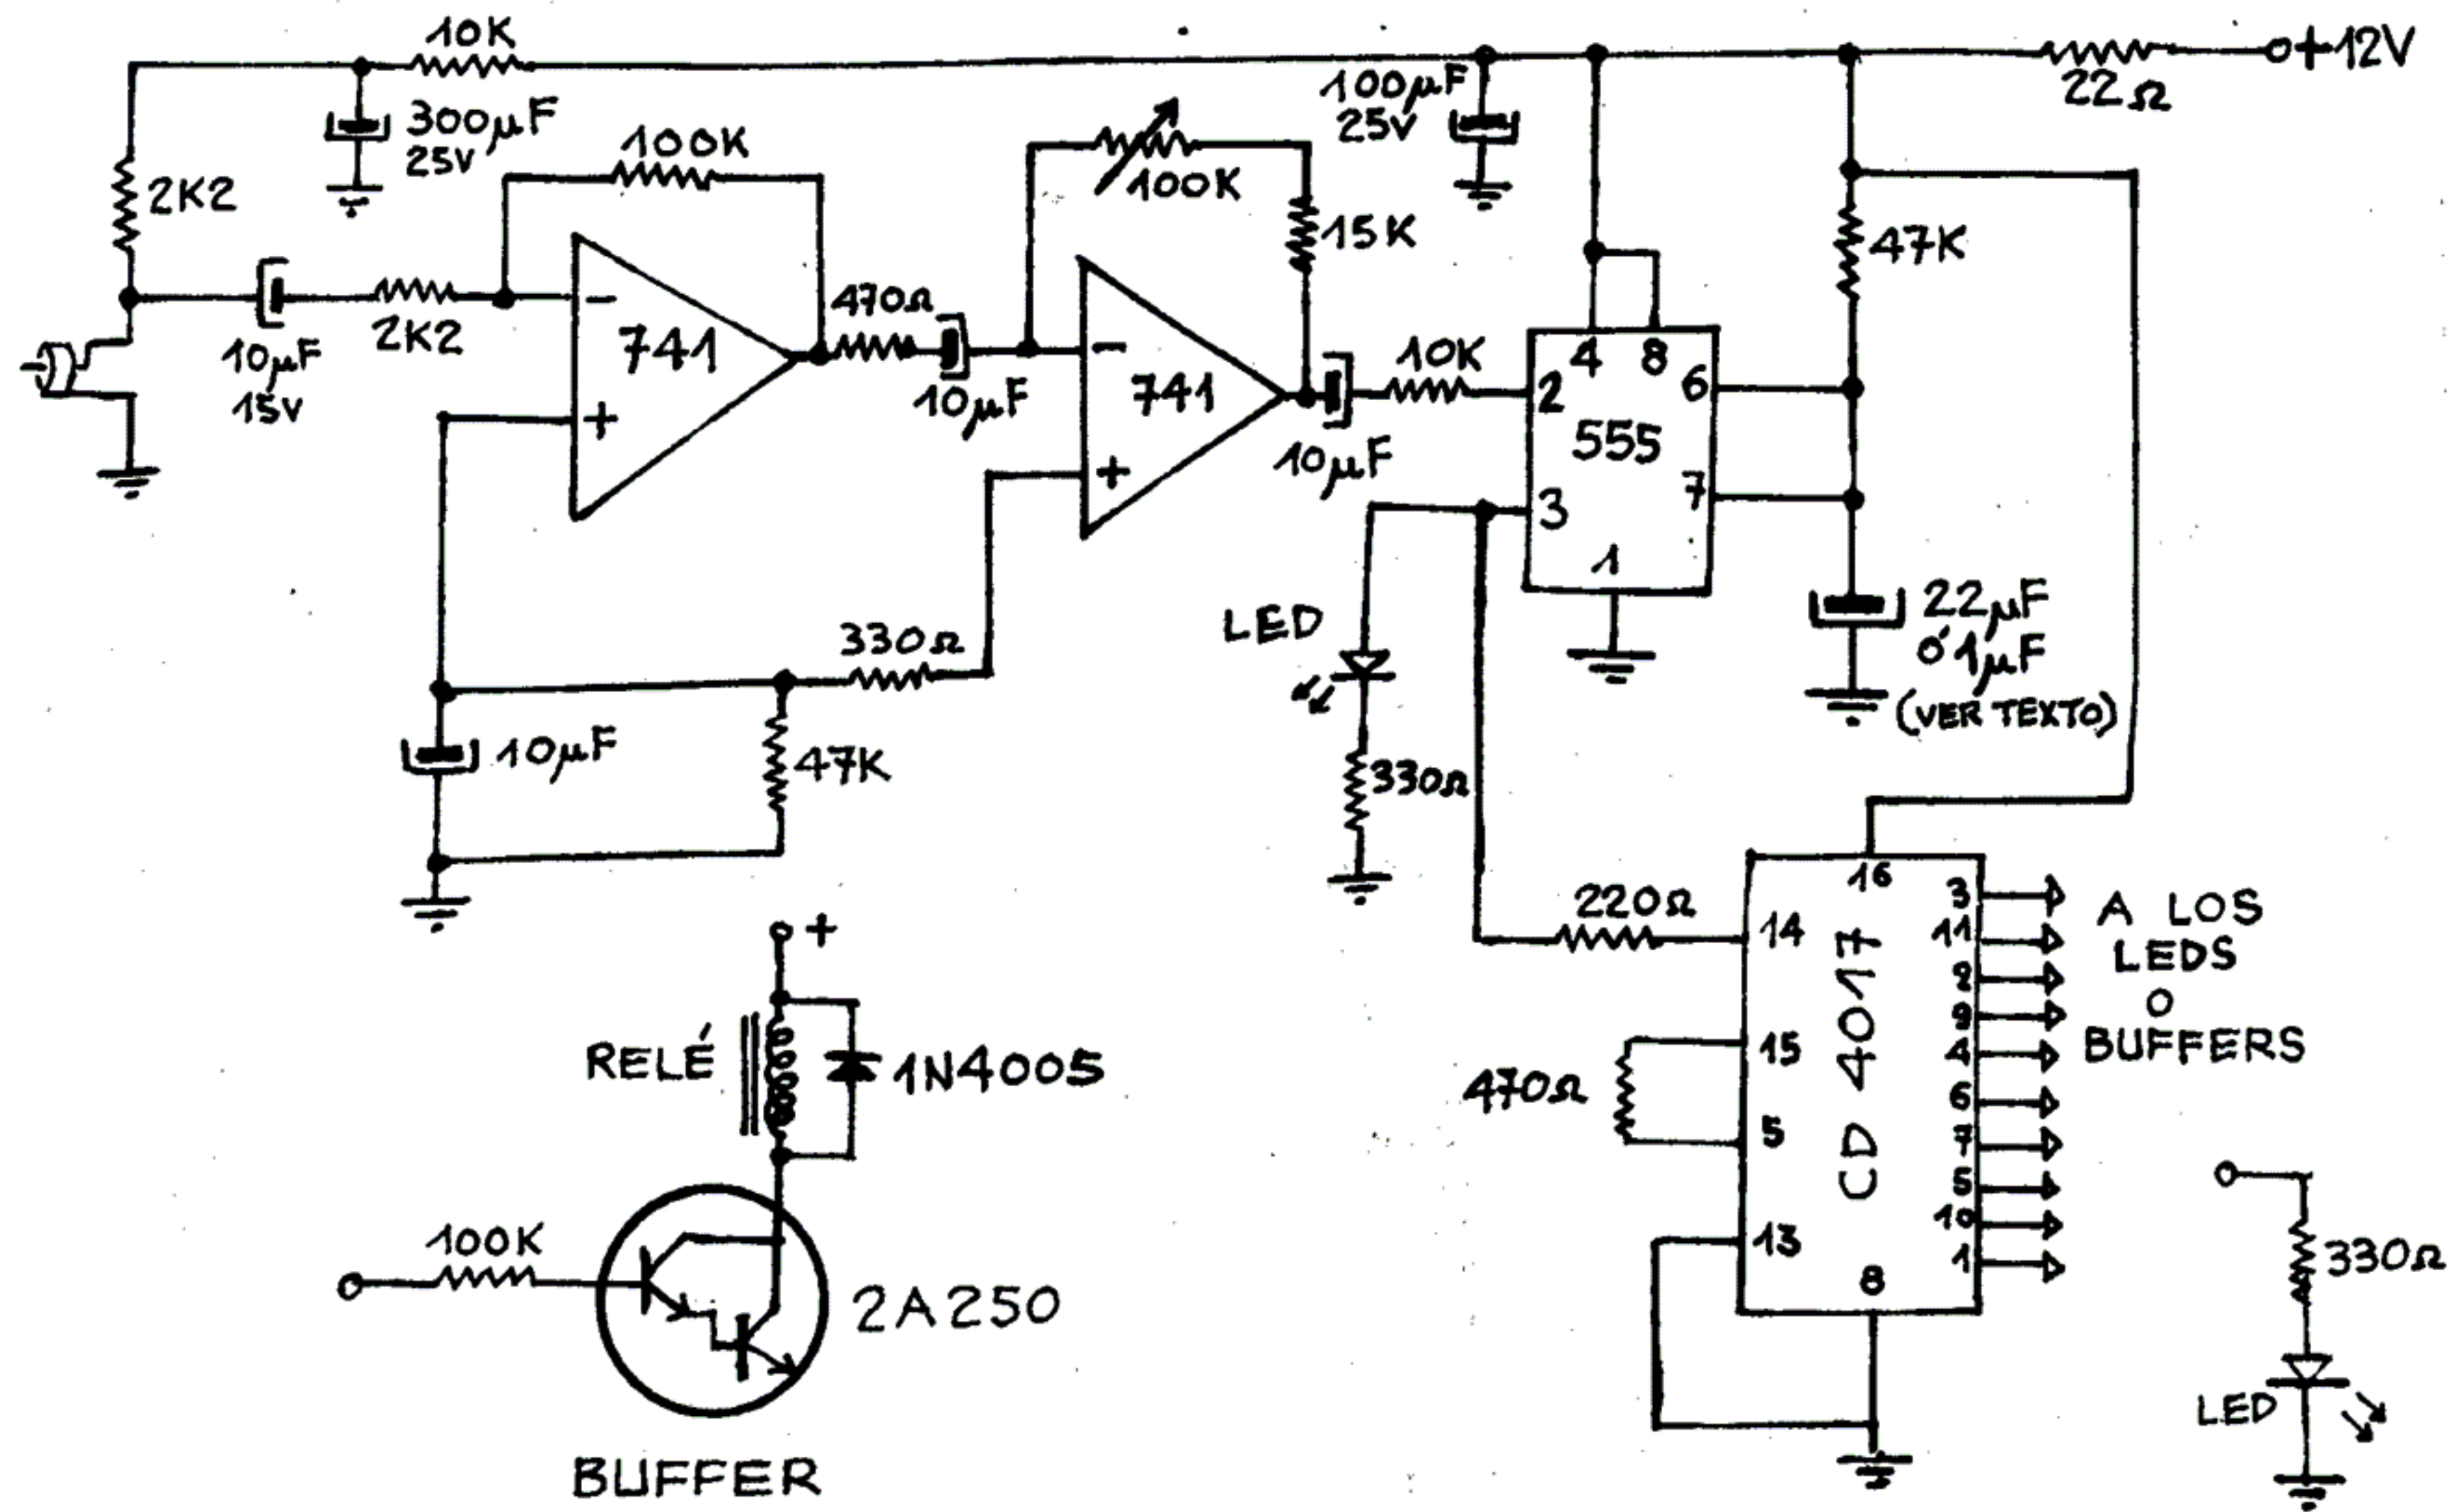 10K
+12V
22Ω
300µF
25V
100µF
25V
2K2
100K
100K
15K
47K
10µF
15V
2K2
−
741
+
470Ω
10µF
−
741
+
10µF
10K
2
4
8
6
555
7
3
1
LED
330Ω
22µF
ó 1µF
(VER TEXTO)
330Ω
10µF
47K
220Ω
14
16
15
5
470Ω
13
8
CD 4017
3
11
2
9
4
6
7
5
10
1
A LOS
LEDS
O
BUFFERS
+
RELÉ
1N4005
100K
2A250
BUFFER
330Ω
LED